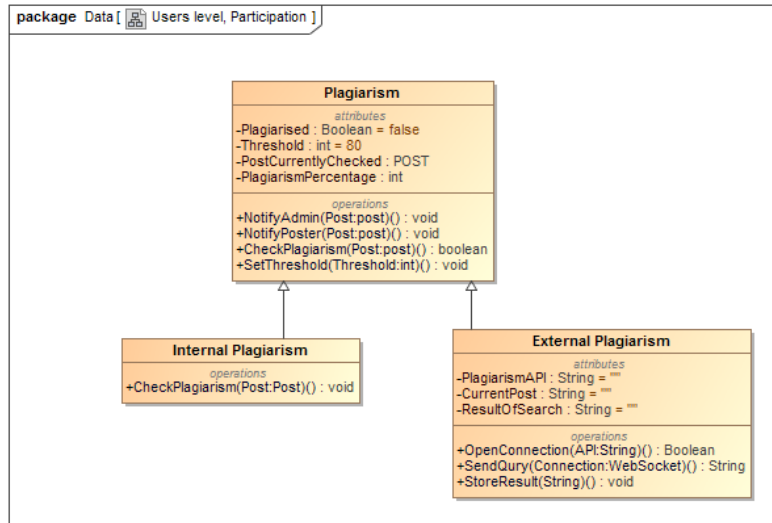 package Data [ Users level, Participation ]
Plagiarism
attributes
-Plagiarised : Boolean = false
-Threshold : int = 80
-PostCurrentlyChecked : POST
-PlagiarismPercentage : int
operations
+NotifyAdmin(Post:post)() : void
+NotifyPoster(Post:post)() : void
+CheckPlagiarism(Post:post)() : boolean
+SetThreshold(Threshold:int)() : void
Internal Plagiarism
operations
+CheckPlagiarism(Post:Post)() : void
External Plagiarism
attributes
-PlagiarismAPI : String = """
-CurrentPost : String = """
-ResultOfSearch : String = """
operations
+OpenConnection(API:String)() : Boolean
+SendQury(Connection:WebSocket)() : String
+StoreResult(String)() : void